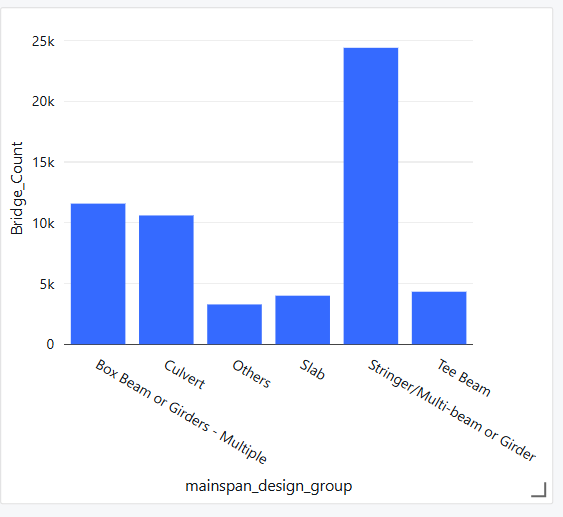 25k
20k
15k
10k
5k
0
Bridge_Count
Box Beam or Girders - Multiple
Culvert
Others
Slab
Stringer/Multi-beam or Girder
Tee Beam
mainspan_design_group